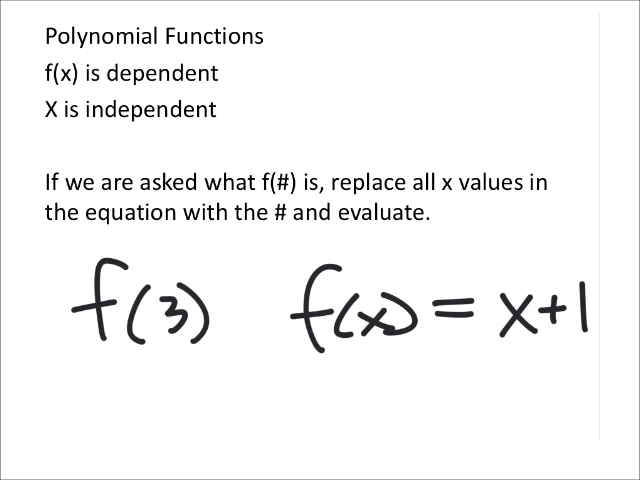 Polynomial Functions
f(x) is dependent
X is independent
If we are asked what f(#) is, replace all x values in
the equation with the # and evaluate.
f(3) f(x) = x+1